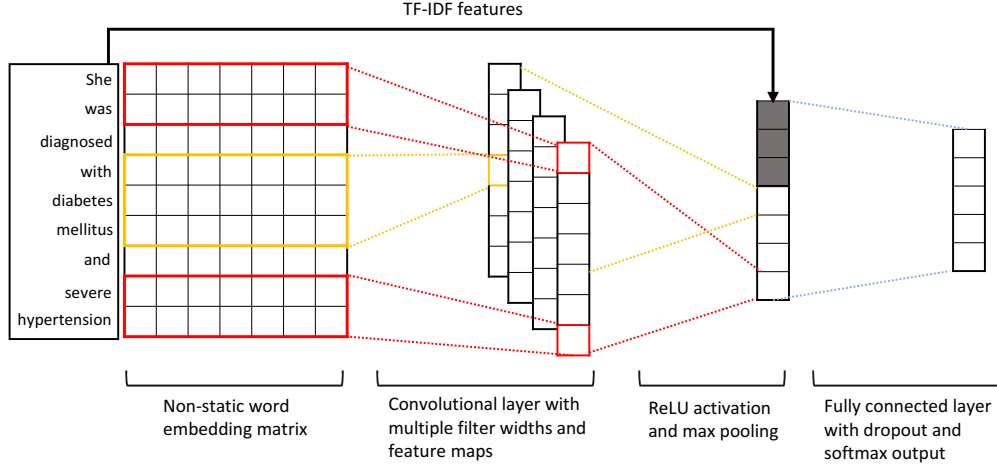 TF-IDF features
She
was
diagnosed
with
diabetes
mellitus
and
severe
hypertension
Non-static word
embedding matrix
Convolutional layer with
multiple filter widths and
feature maps
ReLU activation
and max pooling
Fully connected layer
with dropout and
softmax output